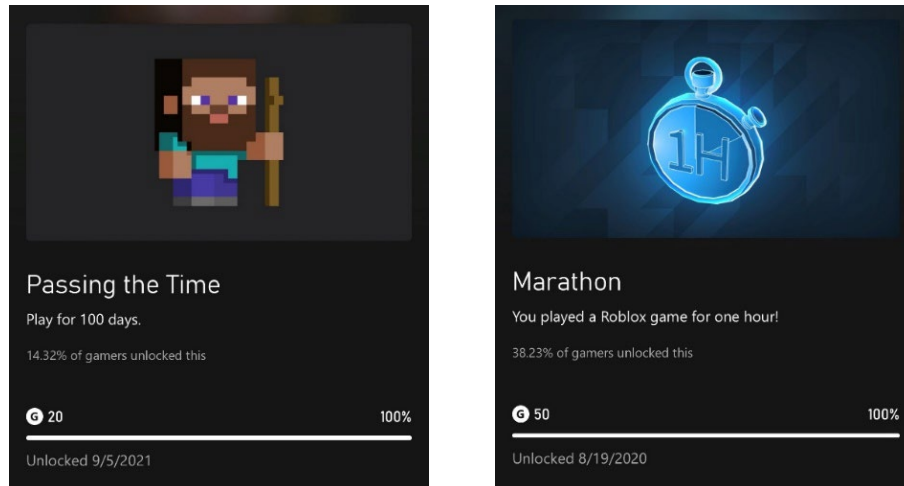 Passing the Time
Play for 100 days.
14.32% of gamers unlocked this
G 20 100%
Unlocked 9/5/2021
1H
Marathon
You played a Roblox game for one hour!
38.23% of gamers unlocked this
G 50 100%
Unlocked 8/19/2020